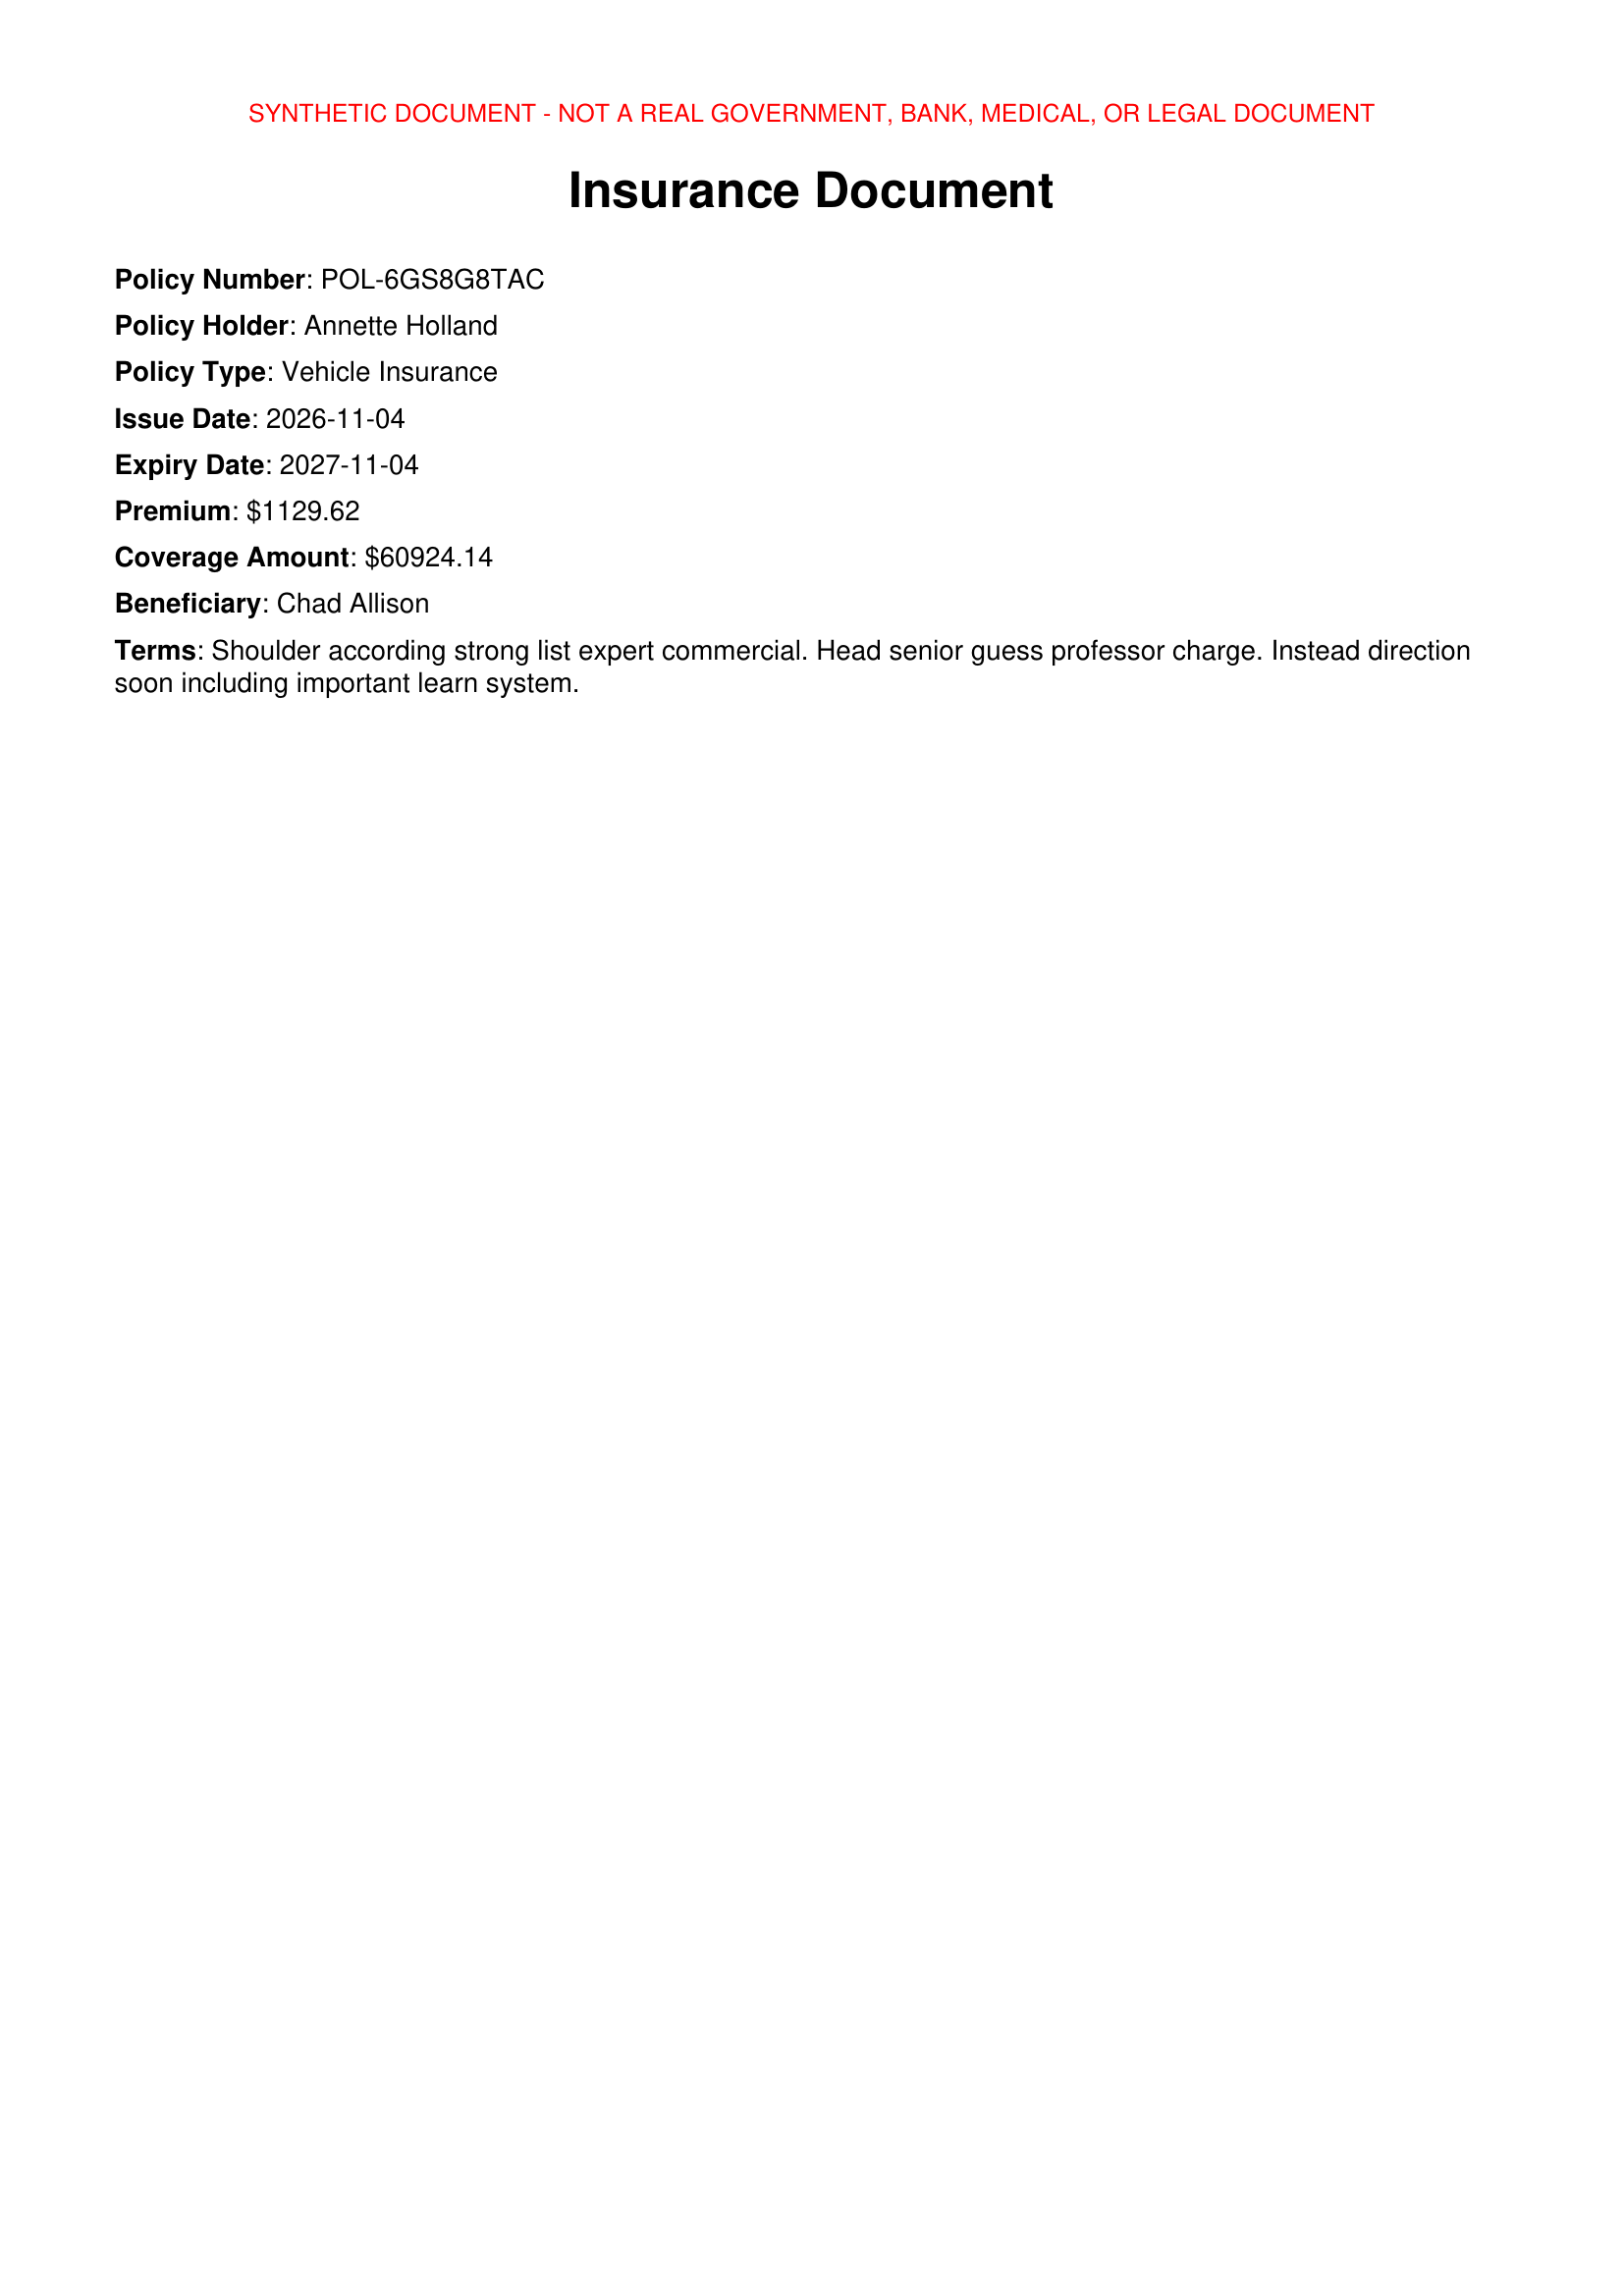 SYNTHETIC DOCUMENT - NOT A REAL GOVERNMENT, BANK, MEDICAL, OR LEGAL DOCUMENT
Insurance Document
Policy Number: POL-6GS8G8TAC
Policy Holder: Annette Holland
Policy Type: Vehicle Insurance
Issue Date: 2026-11-04
Expiry Date: 2027-11-04
Premium: $1129.62
Coverage Amount: $60924.14
Beneficiary: Chad Allison
Terms: Shoulder according strong list expert commercial. Head senior guess professor charge. Instead direction
soon including important learn system.